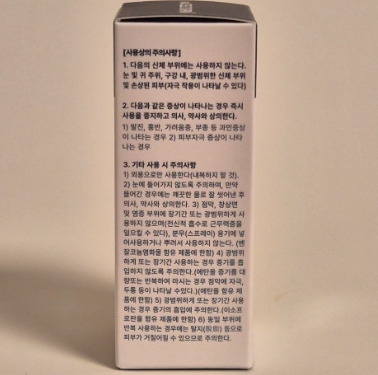 [사용상의 주의사항]
1. 다음의 신체 부위에는 사용하지 않는다.
눈 및 귀 주위, 구강 내, 광범위한 신체 부위
및 손상된 피부(자극 작용이 나타날 수 있다)
2. 다음과 같은 증상이 나타나는 경우 즉시
사용을 중지하고 의사, 약사와 상의한다.
1) 발진, 홍반, 가려움증, 부종 등 과민증상
이 나타나는 경우 2) 피부자극 증상이 나타
나는 경우
3. 기타 사용 시 주의사항
1) 외용으로만 사용한다(내복하지 말 것).
2) 눈에 들어가지 않도록 주의하며, 만약
들어간 경우에는 깨끗한 물로 잘 씻어낸 후
의사, 약사와 상의한다. 3) 점막, 창상면
및 염증 부위에 장기간 또는 광범위하게 사
용하지 않으며(전신적 흡수로 근무력증을
일으킬 수 있다), 분무(스프레이) 용기에 넣
어사용하거나 뿌려서 사용하지 않는다. (벤
잘코늄염화물 함유 제품에 한함) 4) 광범위
하게 또는 장기간 사용하는 경우 증기를 흡
입하지 않도록 주의한다.(에탄올 증기를 대
량또는 반복하여 마시는 경우 점막에 자극,
두통 등이 나타날 수있다.)(에탄올 함유 제
품에 한함) 5) 광범위하게 또는 장기간 사용
하는 경우 증기의 흡입에 주의한다.(이소프
로판올 함유 제품에 한함) 6) 동일 부위에
반복 사용하는 경우에는 탈지(脫脂) 등으로
피부가 거칠어질 수 있으므로 주의한다.